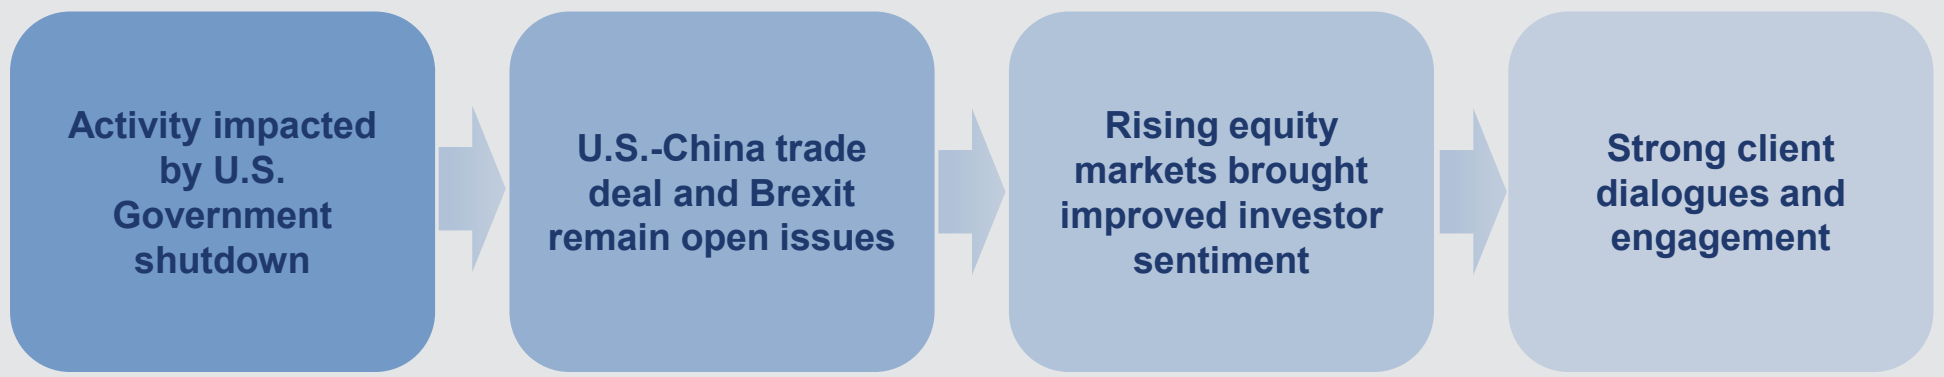 Activity impacted
by U.S.
Government
shutdown
U.S.-China trade
deal and Brexit
remain open issues
Rising equity
markets brought
improved investor
sentiment
Strong client
dialogues and
engagement